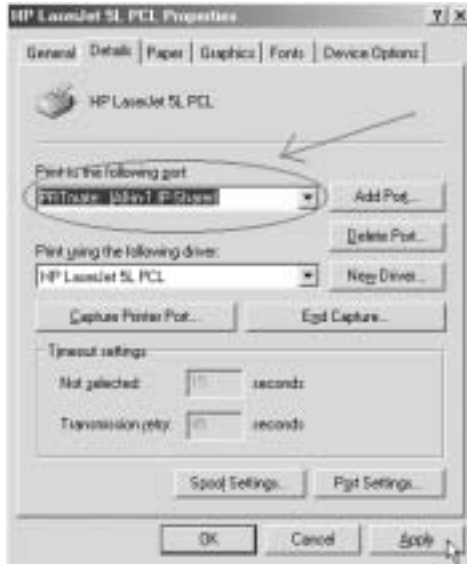 HP LaserJet 5L PCL Properties
General Details Paper Graphics Fonts Device Options
HP LaserJet 5L PCL
Print to the following port:
Add Port...
Delete Port...
Print using the following driver:
HP LaserJet 5L PCL
New Driver...
Capture Printer Port...
End Capture...
Timeout settings
Not selected:
seconds
Transmission retry:
seconds
Spool Settings...
Port Settings...
OK
Cancel
Apply